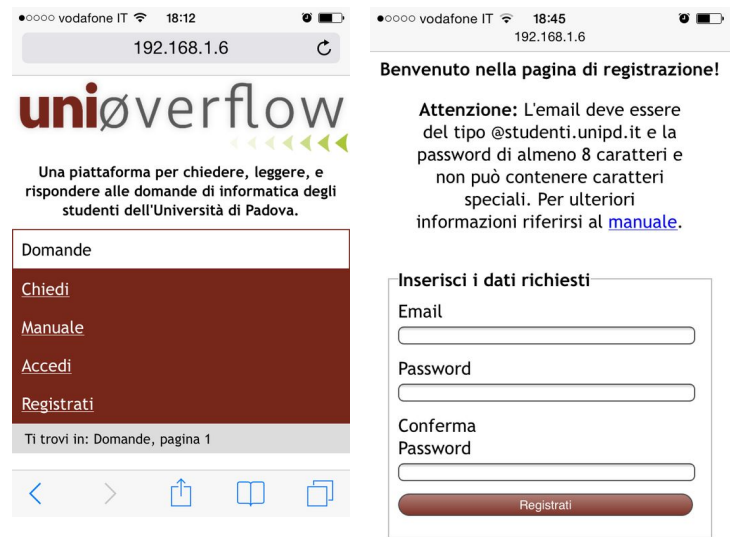 vodafone IT 18:12
192.168.1.6
uniøverflow
Una piattaforma per chiedere, leggere, e
rispondere alle domande di informatica degli
studenti dell'Università di Padova.
Domande
Chiedi
Manuale
Accedi
Registrati
Ti trovi in: Domande, pagina 1
vodafone IT 18:45
192.168.1.6
Benvenuto nella pagina di registrazione!
Attenzione: L'email deve essere
del tipo @studenti.unipd.it e la
password di almeno 8 caratteri e
non può contenere caratteri
speciali. Per ulteriori
informazioni riferirsi al manuale.
Inserisci i dati richiesti
Email
Password
Conferma
Password
Registrati